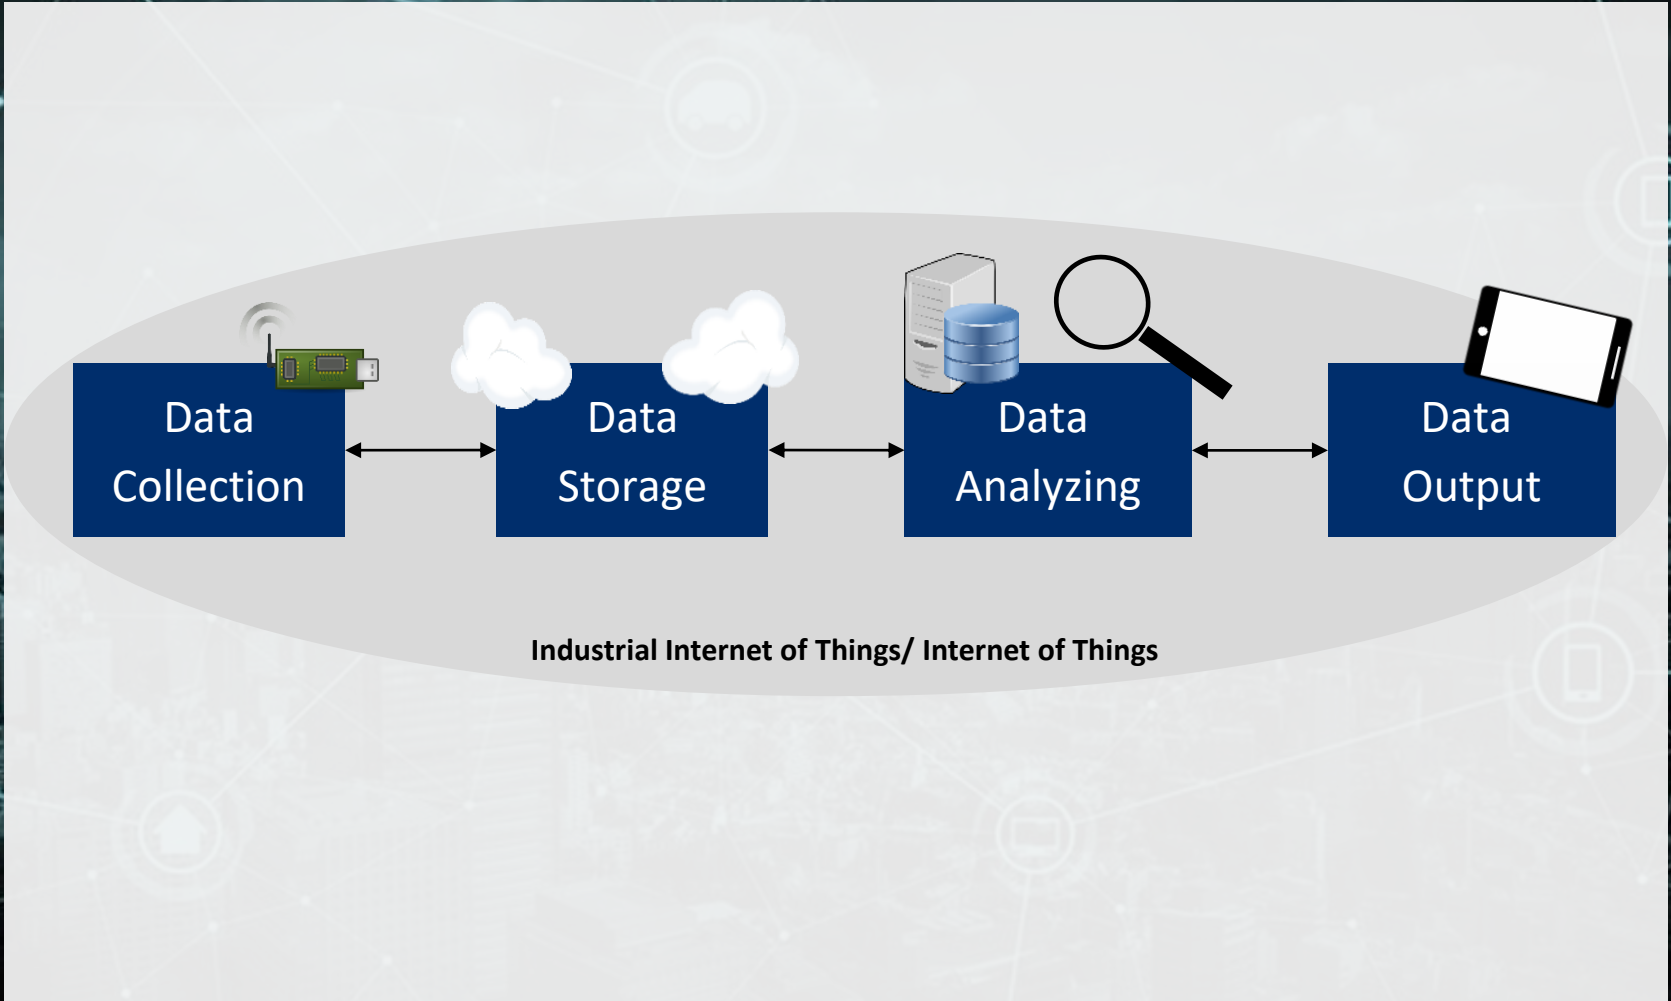 Data
Collection
Data
Storage
Data
Analyzing
Data
Output
Industrial Internet of Things/ Internet of Things